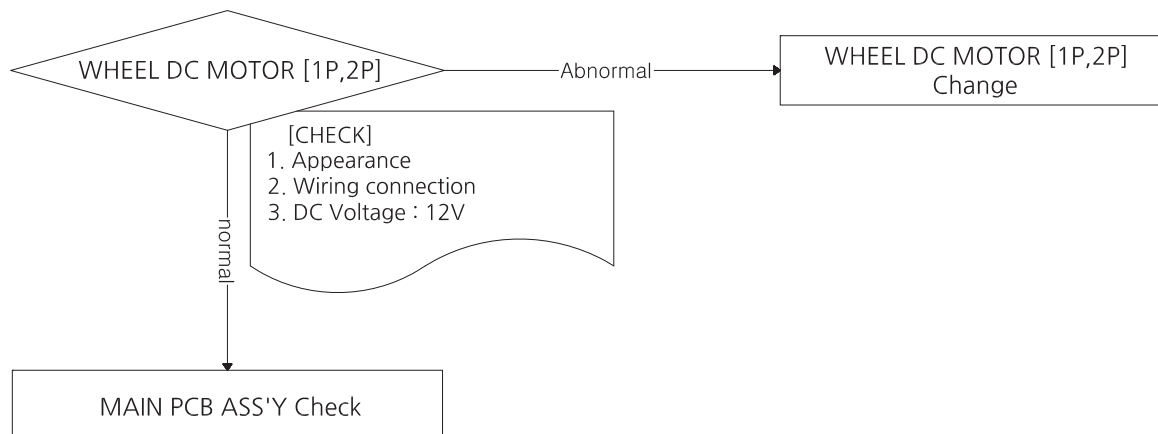 WHEEL DC MOTOR [1P,2P]
Abnormal
WHEEL DC MOTOR [1P,2P]
Change
[CHECK]
1. Appearance
2. Wiring connection
3. DC Voltage : 12V
normal
MAIN PCB ASS'Y Check